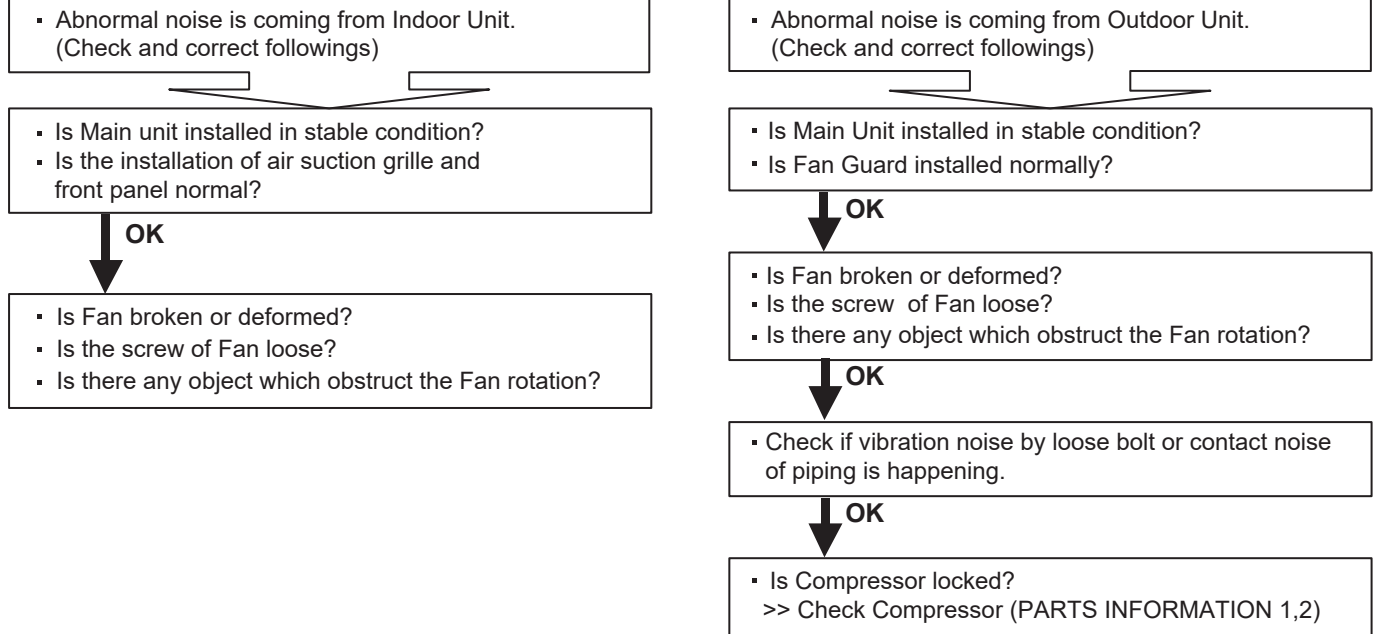 ▪ Abnormal noise is coming from Indoor Unit.
(Check and correct followings)
▪ Is Main unit installed in stable condition?
▪ Is the installation of air suction grille and
front panel normal?
OK
▪ Is Fan broken or deformed?
▪ Is the screw of Fan loose?
▪ Is there any object which obstruct the Fan rotation?
▪ Abnormal noise is coming from Outdoor Unit.
(Check and correct followings)
▪ Is Main Unit installed in stable condition?
▪ Is Fan Guard installed normally?
OK
▪ Is Fan broken or deformed?
▪ Is the screw of Fan loose?
▪ Is there any object which obstruct the Fan rotation?
OK
▪ Check if vibration noise by loose bolt or contact noise
of piping is happening.
OK
▪ Is Compressor locked?
>> Check Compressor (PARTS INFORMATION 1,2)